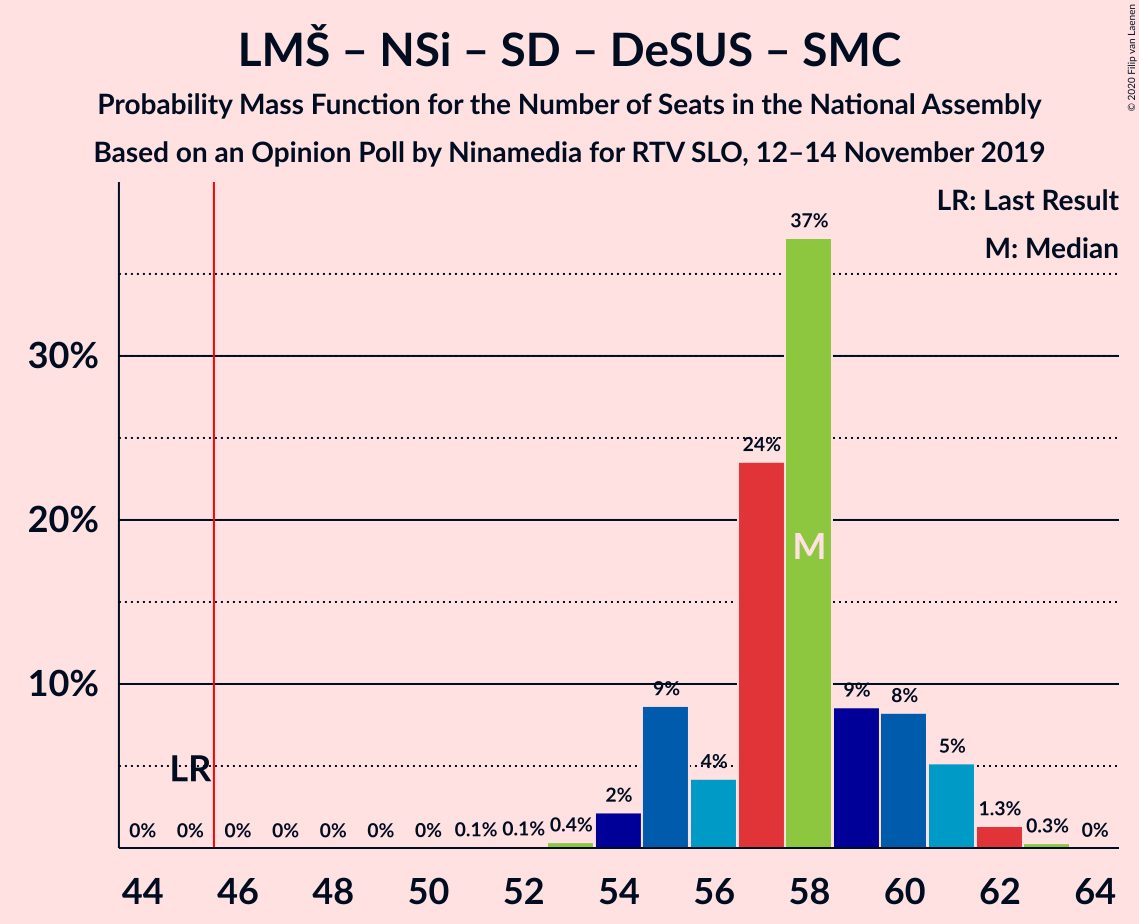 LMŠ – NSi – SD – DeSUS – SMC
Probability Mass Function for the Number of Seats in the National Assembly
Based on an Opinion Poll by Ninamedia for RTV SLO, 12–14 November 2019
© 2020 Filip van Laenen
LR: Last Result
M: Median
37%
30%
24%
20%
M
10%
9%
9%
8%
4%
5%
LR
2%
1.3%
0% 0% 0% 0% 0% 0% 0% 0.1% 0.1% 0.4% 0.3% 0%
44 46 48 50 52 54 56 58 60 62 64